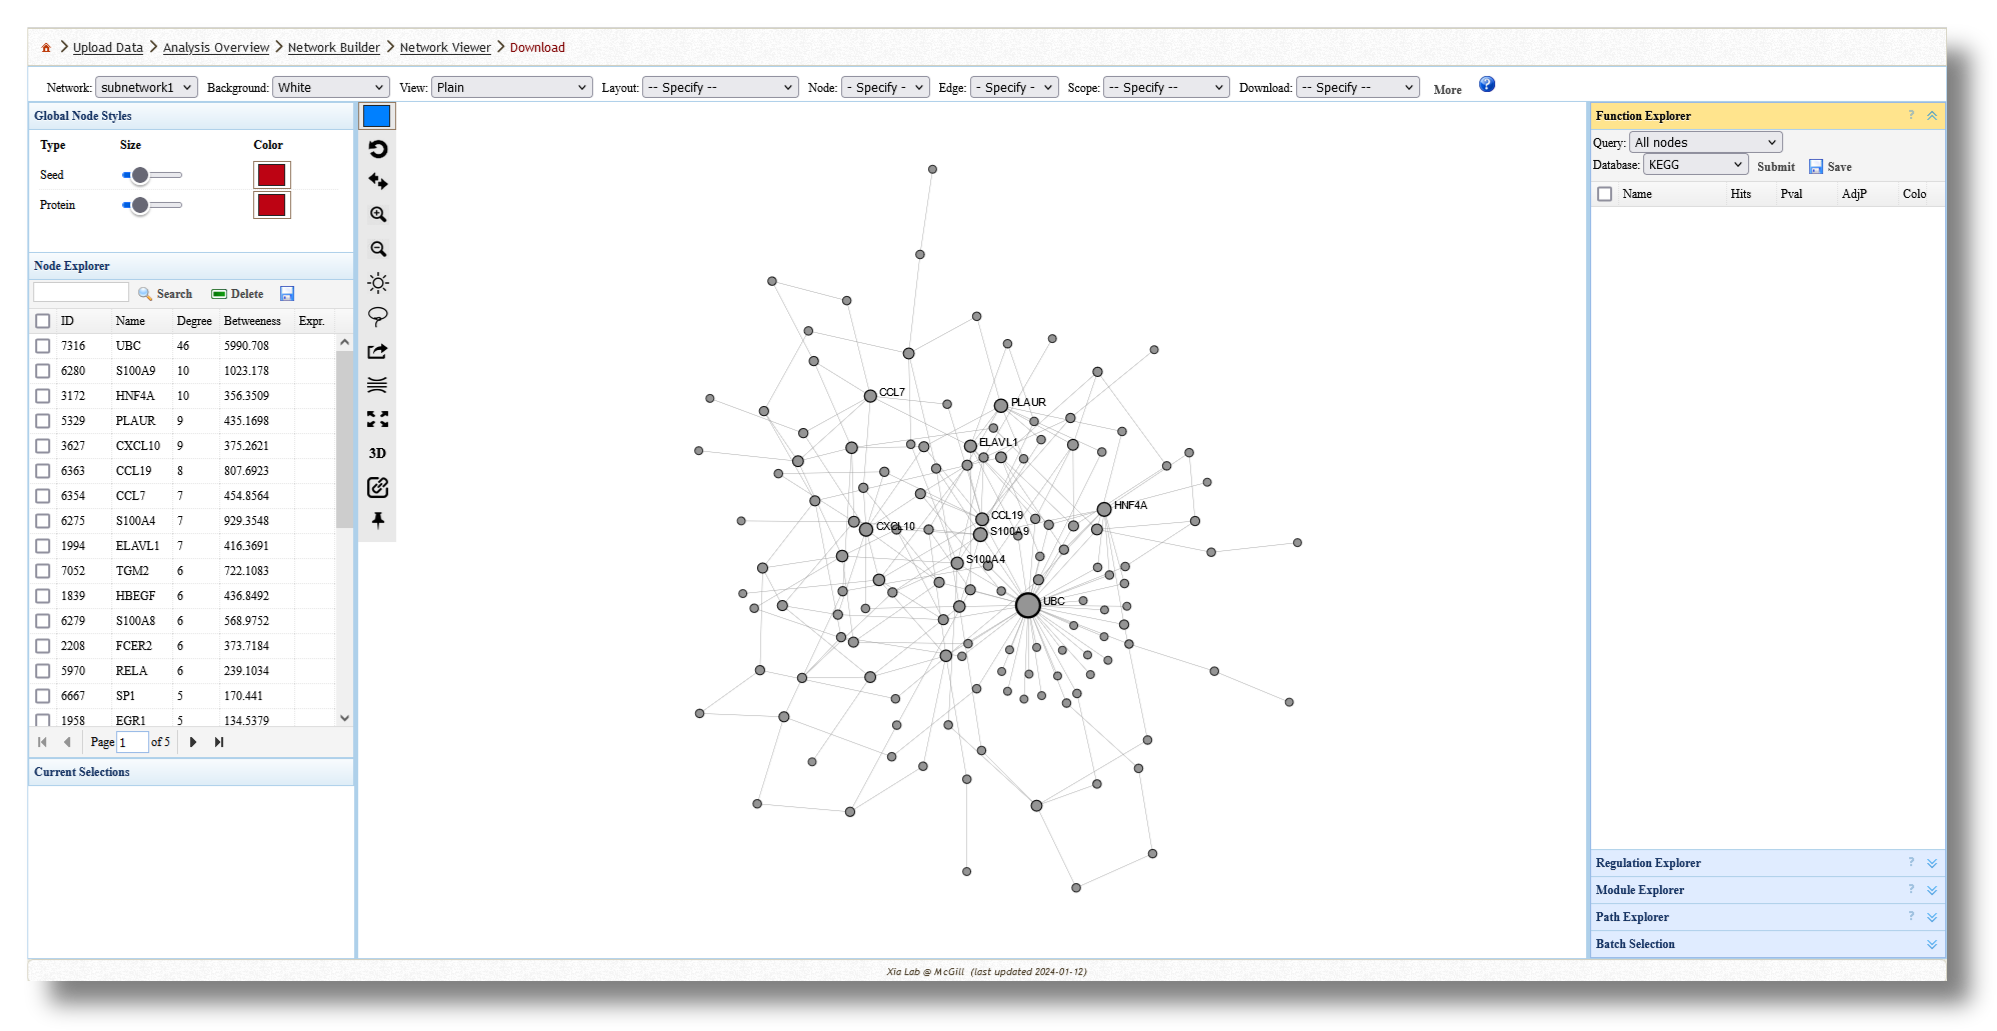 Upload Data > Analysis Overview > Network Builder > Network Viewer > Download
Network: subnetwork1 Background: White View: Plain Layout: -- Specify -- Node: - Specify - Edge: - Specify - Scope: -- Specify -- Download: -- Specify -- More ?
Global Node Styles
Type Size Color
Seed
Protein
Node Explorer
Search Delete
ID Name Degree Betweeness Expr.
7316 UBC 46 5990.708
6280 S100A9 10 1023.178
3172 HNF4A 10 356.3509
5329 PLAUR 9 435.1698
3627 CXCL10 9 375.2621
6363 CCL19 8 807.6923
6354 CCL7 7 454.8564
6275 S100A4 7 929.3548
1994 ELAVL1 7 416.3691
7052 TGM2 6 722.1083
1839 HBEGF 6 436.8492
6279 S100A8 6 568.9752
2208 FCER2 6 373.7184
5970 RELA 6 239.1034
6667 SP1 5 170.441
1958 EGR1 5 134.5379
Page 1 of 5
Current Selections
3D
CCL7
PLAUR
ELAVL1
HNF4A
CCL19
CXCL10
S100A9
S100A4
UBC
Function Explorer ?
Query: All nodes
Database: KEGG Submit Save
Name Hits Pval AdjP Colo
Regulation Explorer ?
Module Explorer ?
Path Explorer ?
Batch Selection
Xia Lab @ McGill (last updated 2024-01-12)